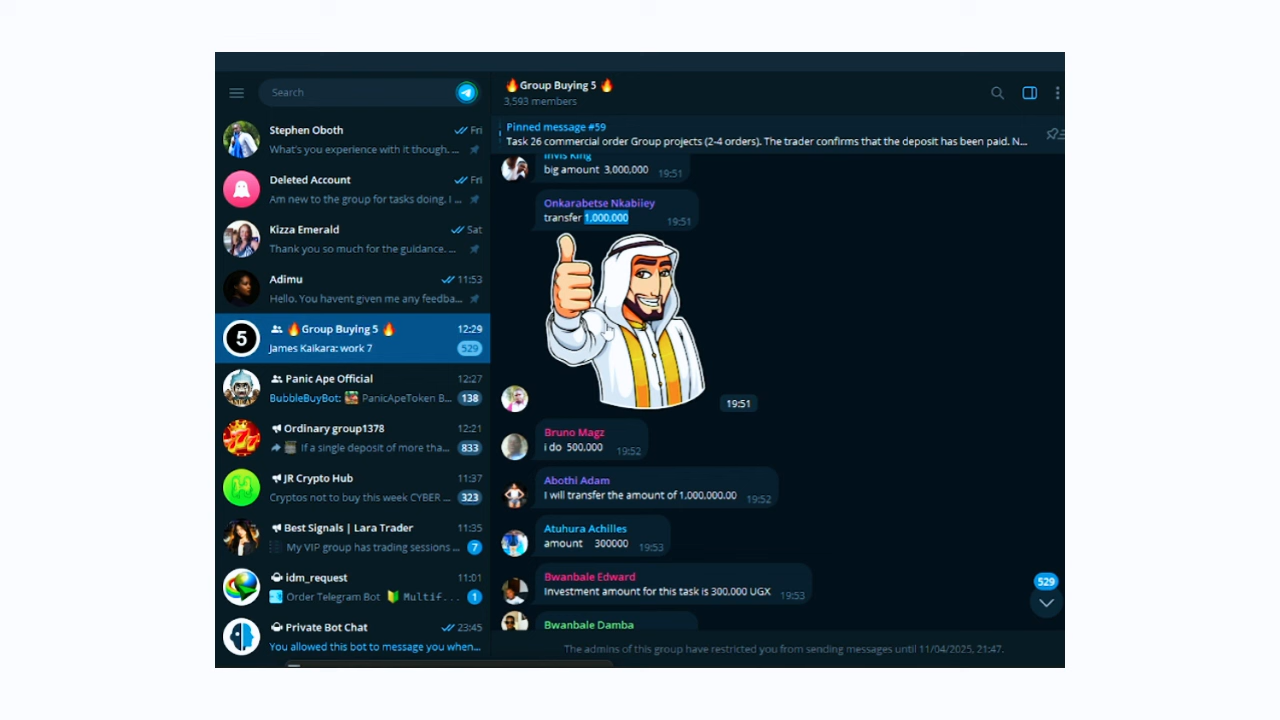 Search
Stephen Oboth
Fri
What's you experience with it though. ...
Deleted Account
Fri
Am new to the group for tasks doing. I ...
Kizza Emerald
Sat
Thank you so much for the guidance. ...
Adimu
11:53
Hello. You havent given me any feedba...
5
🔥Group Buying 5 🔥
12:29
James Kaikara: work 7
529
Panic Ape Official
12:27
BubbleBuyBot: PanicApeToken B...
138
Ordinary group1378
12:21
If a single deposit of more tha...
833
JR Crypto Hub
11:37
Cryptos not to buy this week CYBER ...
323
Best Signals | Lara Trader
11:35
My VIP group has trading sessions ...
7
idm_request
11:01
Order Telegram Bot 🔰 Multif...
1
Private Bot Chat
23:45
You allowed this bot to message you when...
🔥Group Buying 5 🔥
3,593 members
Pinned message #59
Task 26 commercial order Group projects (2-4 orders). The trader confirms that the deposit has been paid. N...
Invis King
big amount 3,000,000
19:51
Onkarabetse Nkabiiey
transfer 1,000,000
19:51
19:51
Bruno Magz
i do 500,000
19:52
Abothi Adam
I will transfer the amount of 1,000,000.00
19:52
Atuhura Achilles
amount 300000
19:53
Bwanbale Edward
Investment amount for this task is 300,000 UGX
19:53
Bwanbale Damba
529
The admins of this group have restricted you from sending messages until 11/04/2025, 21:47.